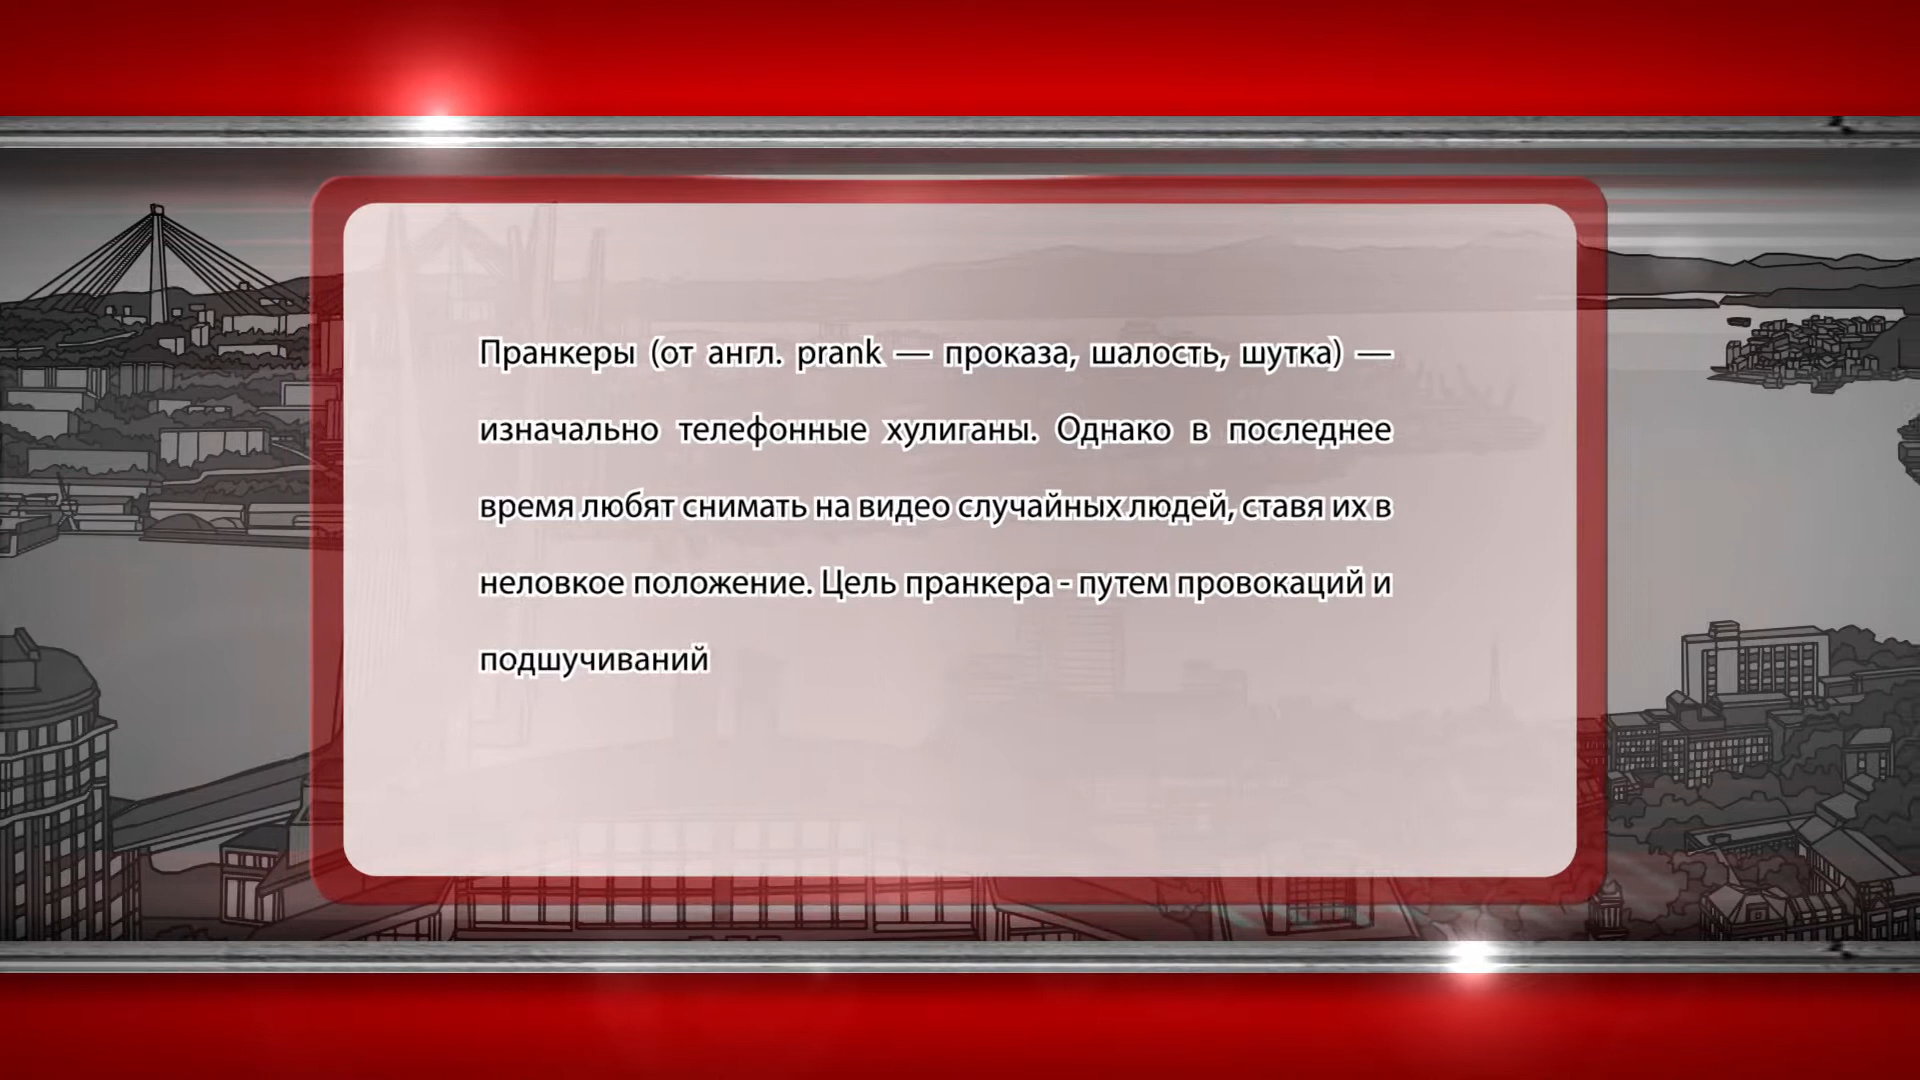 Пранкеры (от англ. prank — проказа, шалость, шутка) —
изначально телефонные хулиганы. Однако в последнее
время любят снимать на видео случайных людей, ставя их в
неловкое положение. Цель пранкера - путем провокаций и
подшучиваний